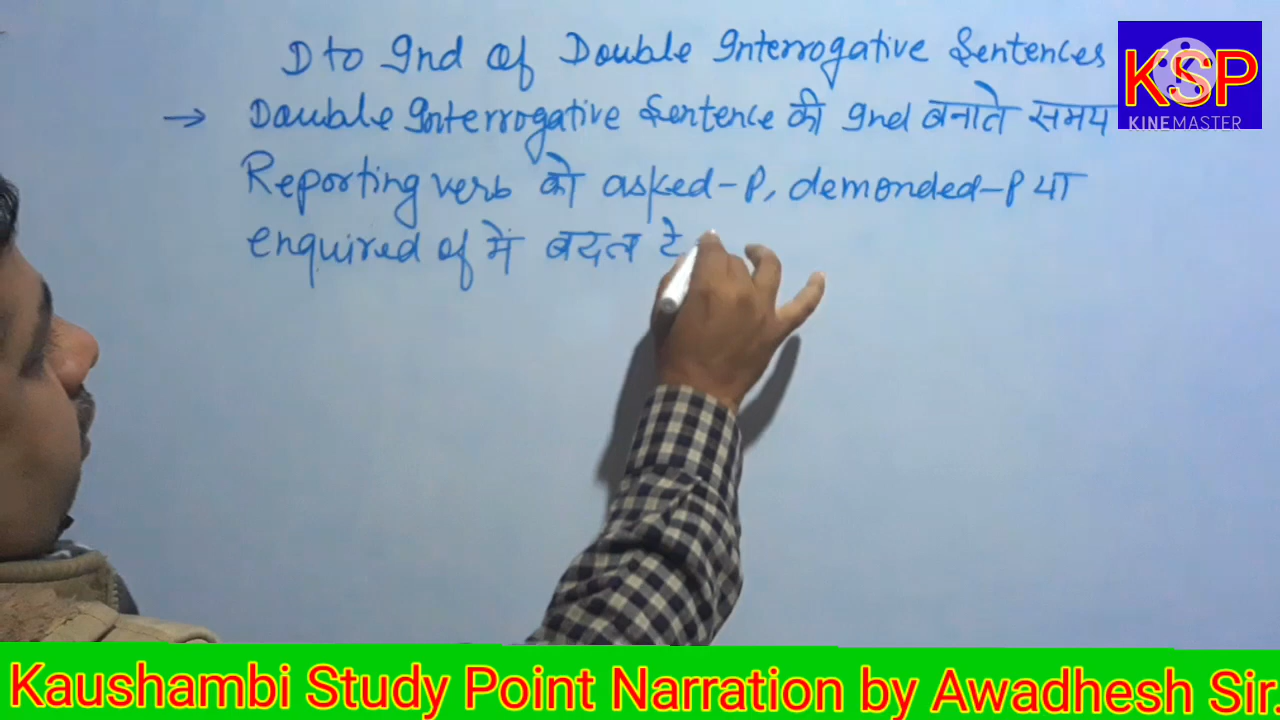 D to Ind of Double Interrogative Sentences
→ Double Interrogative Sentence की Ind बनाते समय
Reporting verb को asked-P, demonded-P या
enquired of में बदल दे
KSP
KINEMASTER
Kaushambi Study Point Narration by Awadhesh Sir.